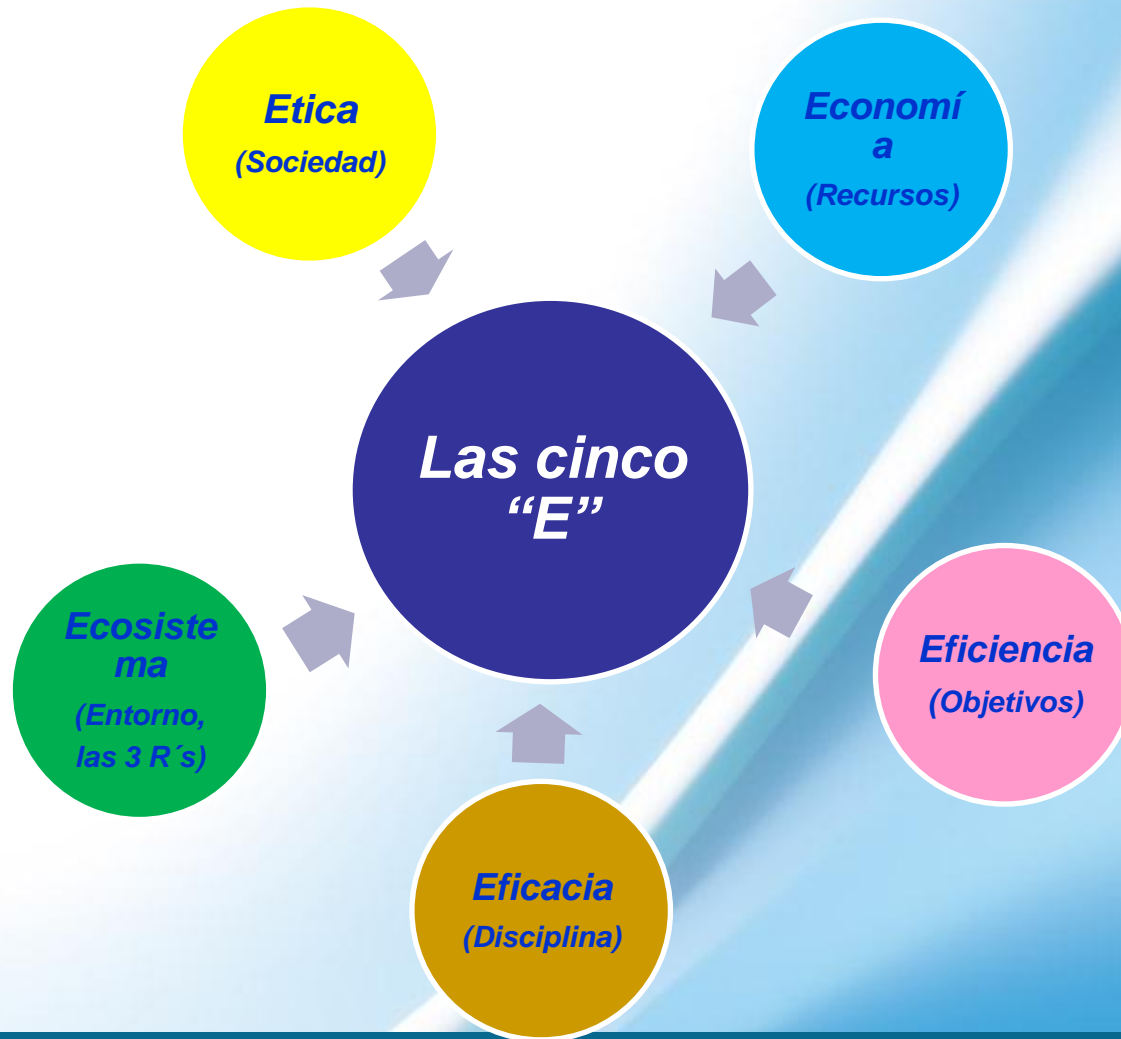 Etica
(Sociedad)
Economí
a
(Recursos)
Las cinco
“E”
Ecosiste
ma
(Entorno,
las 3 R´s)
Eficiencia
(Objetivos)
Eficacia
(Disciplina)